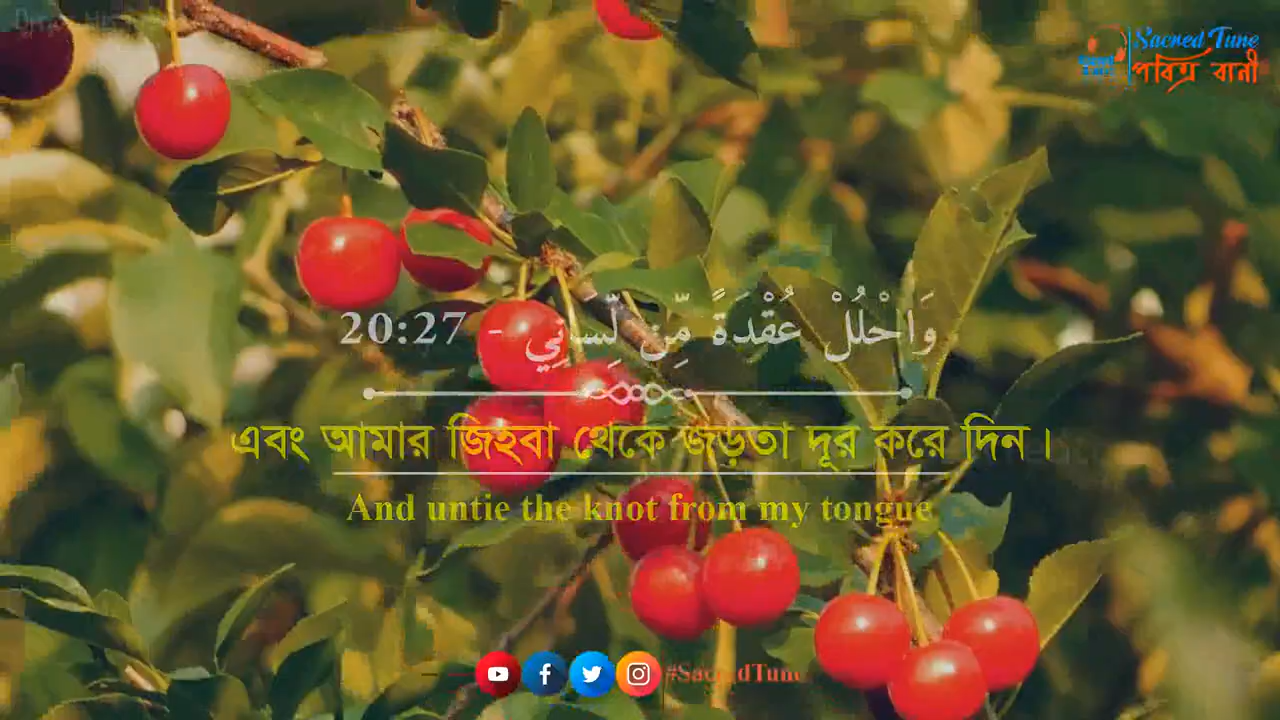 Sacred Tune
পবিত্র বানী
وَاحْلُلْ عُقْدَةً مِّن لِّسَانِي - 20:27
এবং আমার জিহবা থেকে জড়তা দূর করে দিন।
And untie the knot from my tongue
#SacredTune